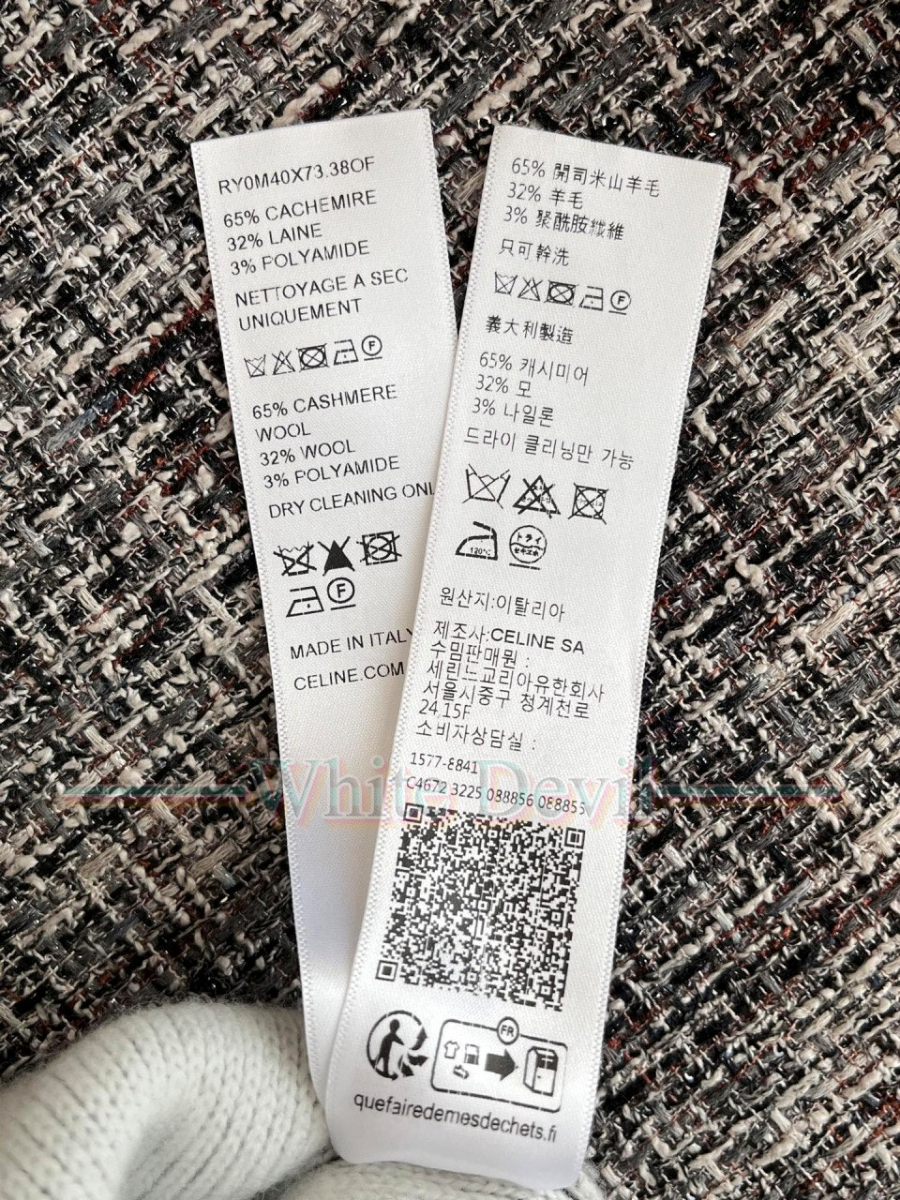 RY0M40X73.38OF
65% CACHEMIRE
32% LAINE
3% POLYAMIDE
NETTOYAGE A SEC
UNIQUEMENT
F
65% CASHMERE
WOOL
32% WOOL
3% POLYAMIDE
DRY CLEANING ONL
F
MADE IN ITALY
CELINE.COM
65% 開司米山羊毛
32% 羊毛
3% 聚酰胺纖維
只可幹洗
F
義大利製造
65% 캐시미어
32% 모
3% 나일론
드라이 클리닝만 가능
120℃
원산지:이탈리아
제조사:CELINE SA
수밉판매원 :
세린느교리아유한회사
서울시중구 청계천로
24,15F
소비자상담실 :
1577-8841
C4672 3225 088856 088856
White Devil
FR
quefairedemesdechets.fi